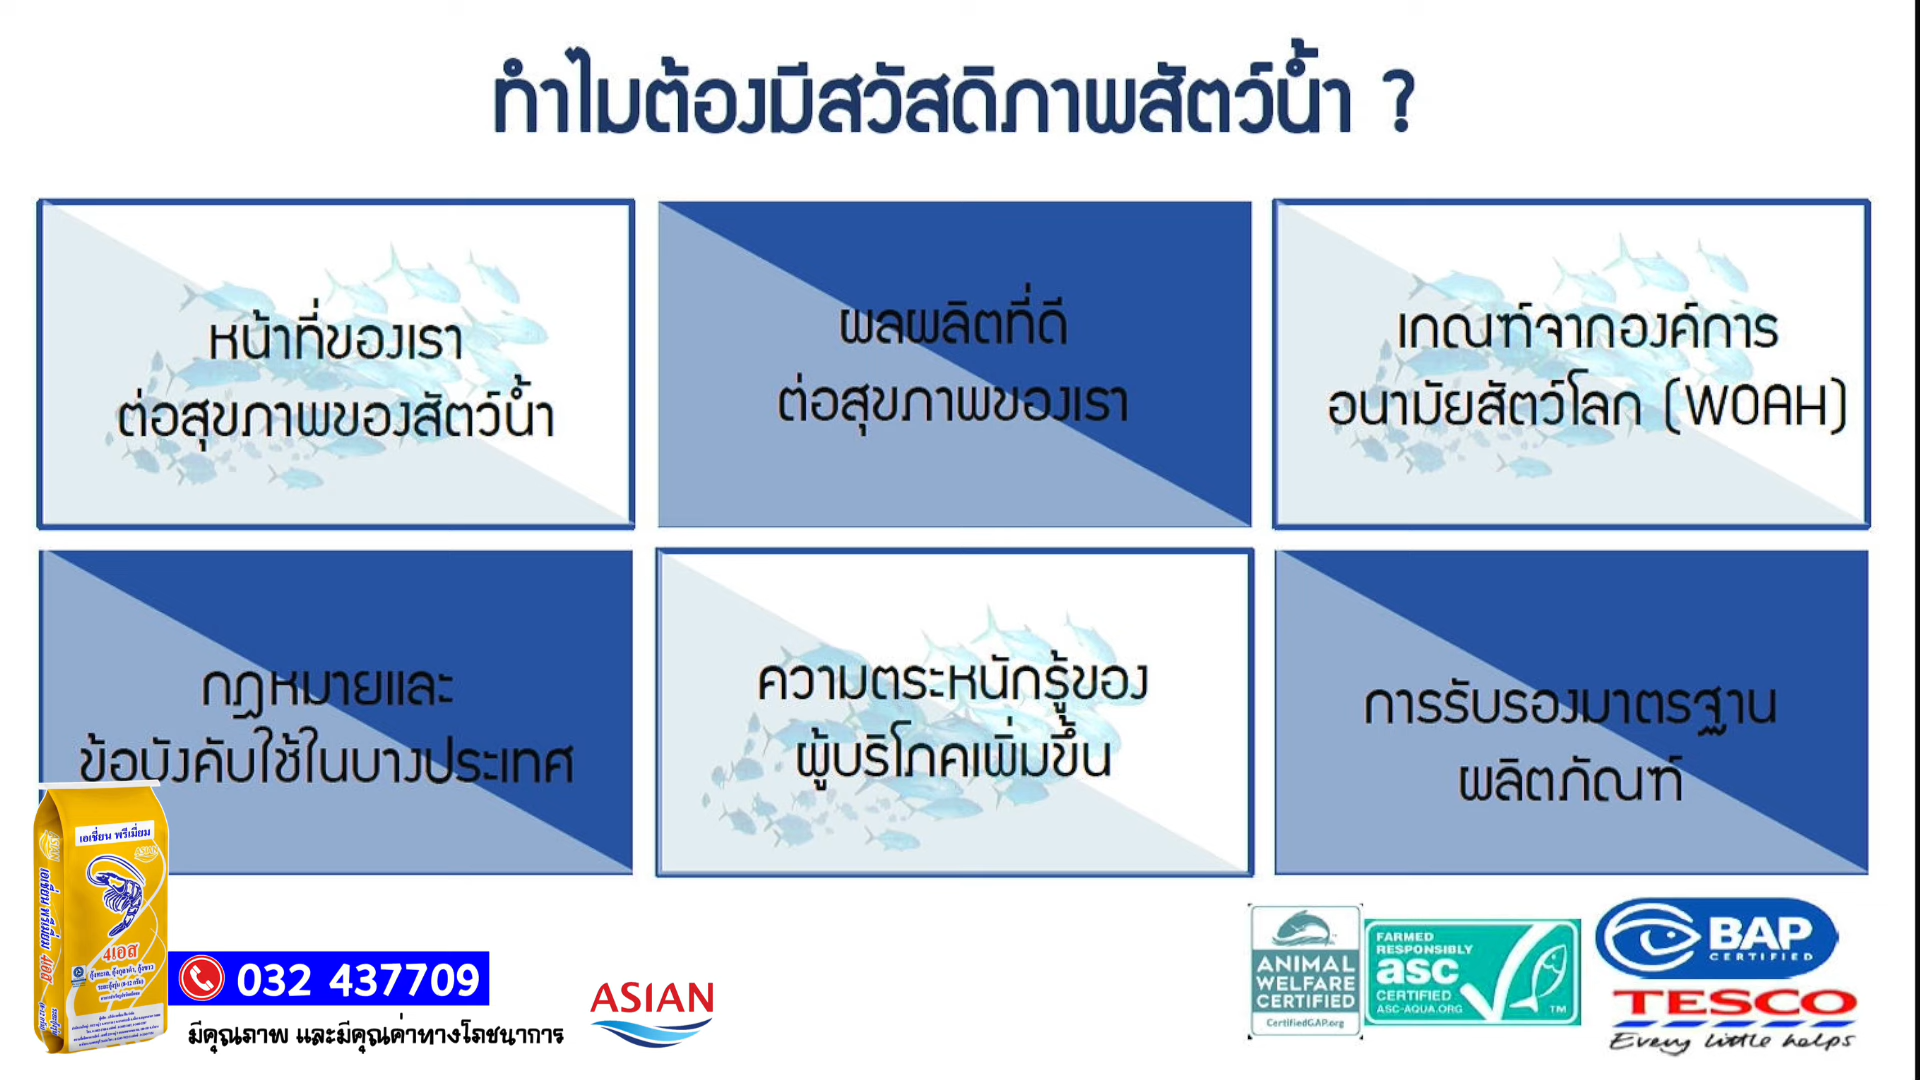 ทำไมต้องมีสวัสดิภาพสัตว์น้ำ ?
หน้าที่ของเรา
ต่อสุขภาพของสัตว์น้ำ
ผลผลิตที่ดี
ต่อสุขภาพของเรา
เกณฑ์จากองค์การ
อนามัยสัตว์โลก (WOAH)
กฎหมายและ
ข้อบังคับใช้ในบางประเทศ
ความตระหนักรู้ของ
ผู้บริโภคเพิ่มขึ้น
การรับรองมาตรฐาน
ผลิตภัณฑ์
เอเชี่ยน พรีเมี่ยม
ASIAN
4เอส
032 437709
มีคุณภาพ และมีคุณค่าทางโภชนาการ
ASIAN
ANIMAL
WELFARE
CERTIFIED
CertifiedGAP.org
FARMED
RESPONSIBLY
asc
CERTIFIED
ASC-AQUA.ORG
TM
BAP
CERTIFIED
TESCO
Every little helps